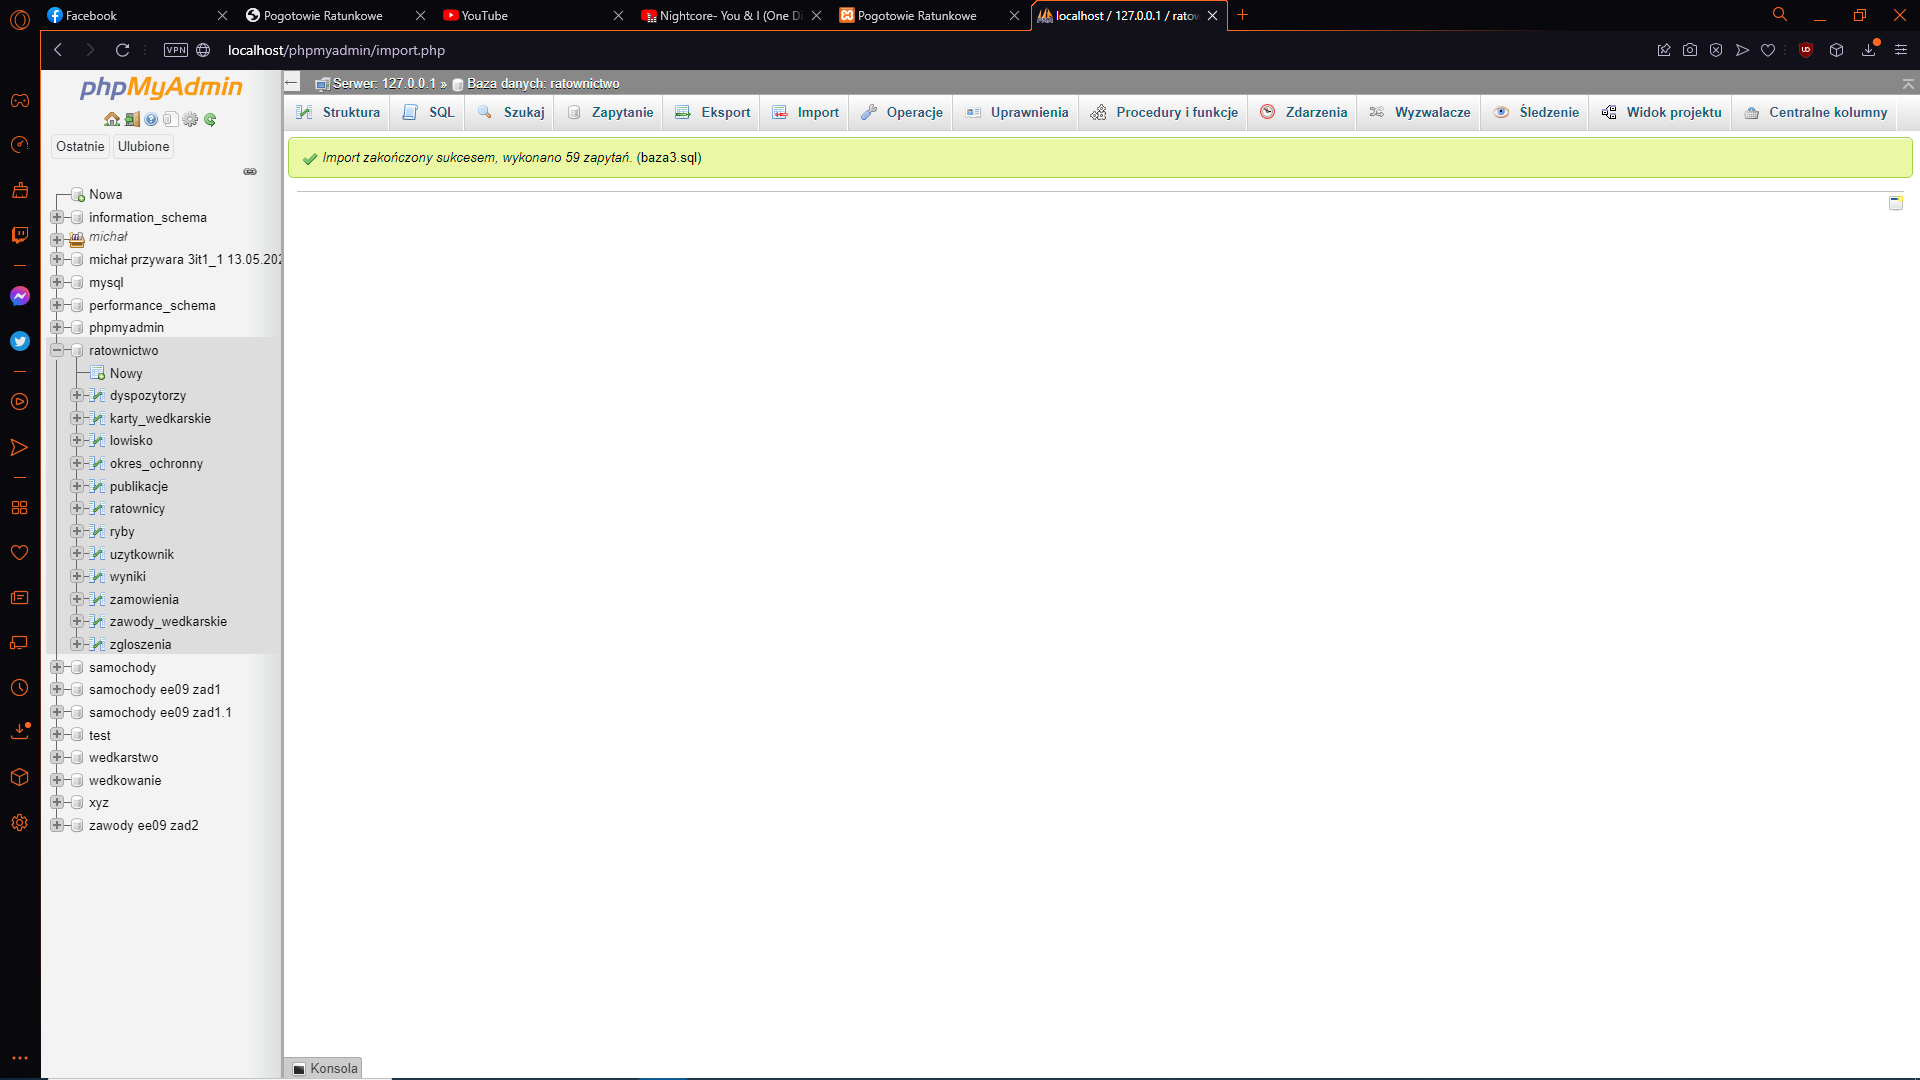 Facebook
Pogotowie Ratunkowe
YouTube
Nightcore- You & I (One Di
Pogotowie Ratunkowe
localhost / 127.0.0.1 / ratow
VPN
localhost/phpmyadmin/import.php
phpMyAdmin
Ostatnie
Ulubione
Nowa
information_schema
michał
michał przywara 3it1_1 13.05.202
mysql
performance_schema
phpmyadmin
ratownictwo
Nowy
dyspozytorzy
karty_wedkarskie
lowisko
okres_ochronny
publikacje
ratownicy
ryby
uzytkownik
wyniki
zamowienia
zawody_wedkarskie
zgloszenia
samochody
samochody ee09 zad1
samochody ee09 zad1.1
test
wedkarstwo
wedkowanie
xyz
zawody ee09 zad2
Serwer: 127.0.0.1 » Baza danych: ratownictwo
Struktura
SQL
Szukaj
Zapytanie
Eksport
Import
Operacje
Uprawnienia
Procedury i funkcje
Zdarzenia
Wyzwalacze
Śledzenie
Widok projektu
Centralne kolumny
Import zakończony sukcesem, wykonano 59 zapytań. (baza3.sql)
Konsola